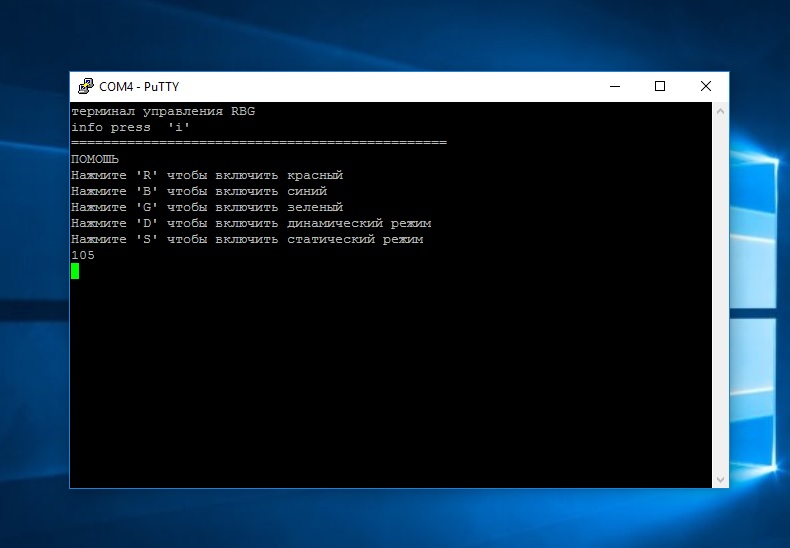 COM4 - PuTTY
терминал управления RBG
info press  'i'
===============================================
ПОМОШЬ
Нажмите 'R' чтобы включить красный
Нажмите 'B' чтобы включить синий
Нажмите 'G' чтобы включить зеленый
Нажмите 'D' чтобы включить динамический режим
Нажмите 'S' чтобы включить статический режим
105